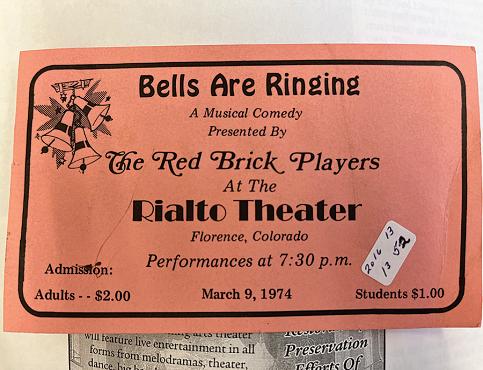 Bells Are Ringing
A Musical Comedy
Presented By
The Red Brick Players
At The
Rialto Theater
Florence, Colorado
Performances at 7:30 p.m.
2016 13
13 52
Admission:
Adults - - $2.00 March 9, 1974 Students $1.00
arts theater
will feature live entertainment in all
forms from melodramas, theater,
Preservation
Efforts Of